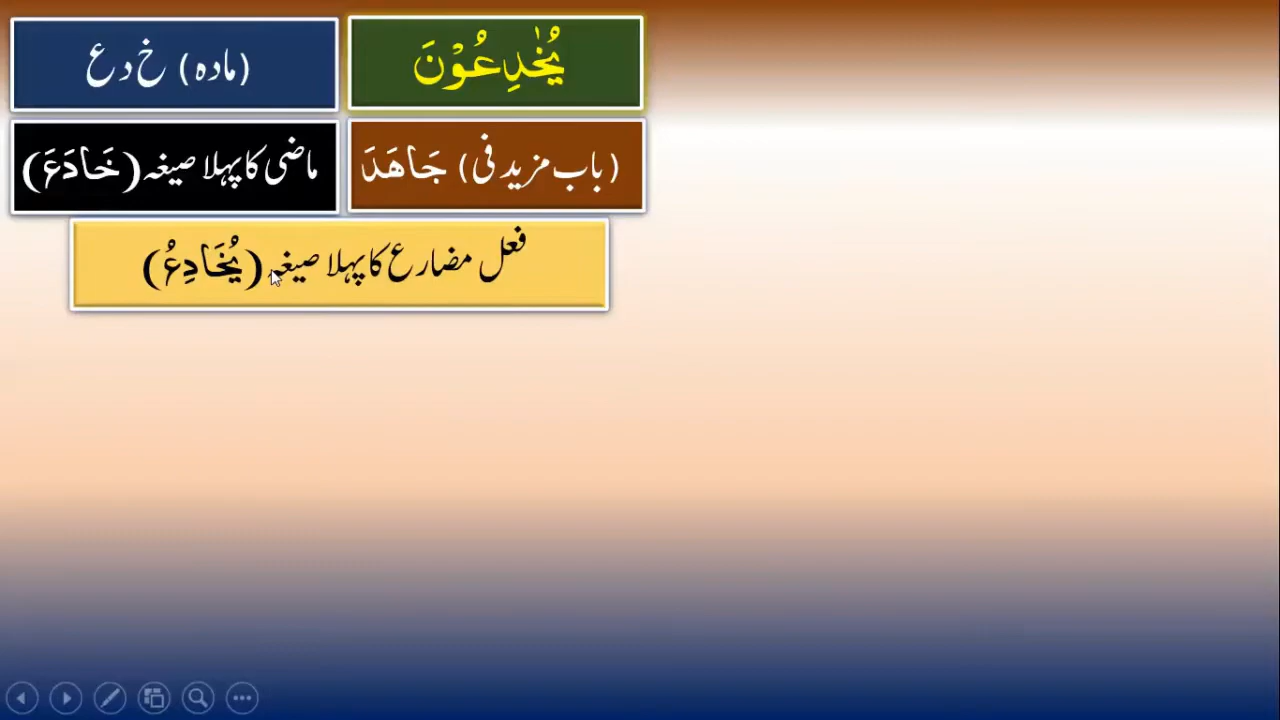 یُخٰدِعُوْنَ
(مادہ) خ د ع
(باب مزید فی) جَاهَدَ
ماضی کا پہلا صیغہ (خَادَعَ)
فعل مضارع کا پہلا صیغہ (یُخَادِعُ)